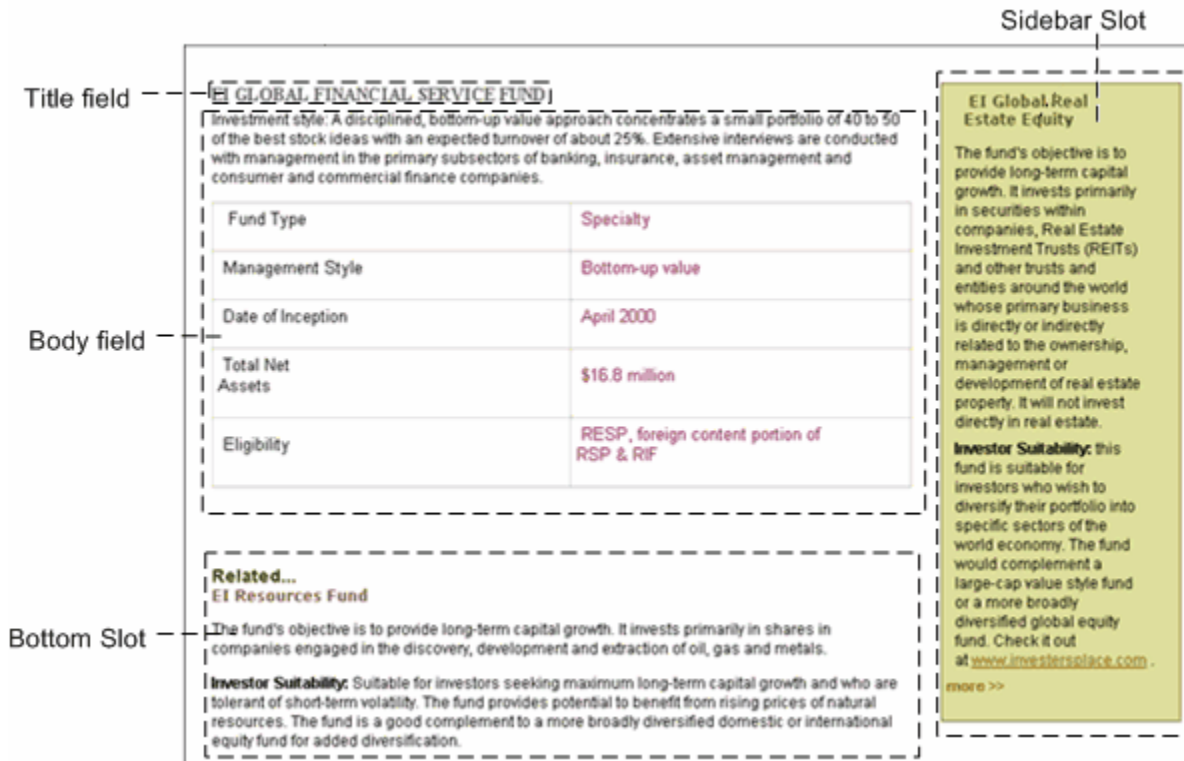 Sidebar Slot
Title field
EI GLOBAL FINANCIAL SERVICE FUND
Investment style: A disciplined, bottom-up value approach concentrates a small portfolio of 40 to 50
of the best stock ideas with an expected turnover of about 25%. Extensive interviews are conducted
with management in the primary subsectors of banking, insurance, asset management and
consumer and commercial finance companies.
Body field
Fund Type Specialty
Management Style Bottom-up value
Date of Inception April 2000
Total Net
Assets $16.8 million
Eligibility RESP, foreign content portion of
RSP & RIF
Bottom Slot
Related...
EI Resources Fund
The fund's objective is to provide long-term capital growth. It invests primarily in shares in
companies engaged in the discovery, development and extraction of oil, gas and metals.
Investor Suitability: Suitable for investors seeking maximum long-term capital growth and who are
tolerant of short-term volatility. The fund provides potential to benefit from rising prices of natural
resources. The fund is a good complement to a more broadly diversified domestic or international
equity fund for added diversification.
EI Global Real
Estate Equity
The fund's objective is to
provide long-term capital
growth. It invests primarily
in securities within
companies, Real Estate
Investment Trusts (REITs)
and other trusts and
entities around the world
whose primary business
is directly or indirectly
related to the ownership,
management or
development of real estate
property. It will not invest
directly in real estate.
Investor Suitability: this
fund is suitable for
investors who wish to
diversify their portfolio into
specific sectors of the
world economy. The fund
would complement a
large-cap value style fund
or a more broadly
diversified global equity
fund. Check it out
at www.investersplace.com .
more >>